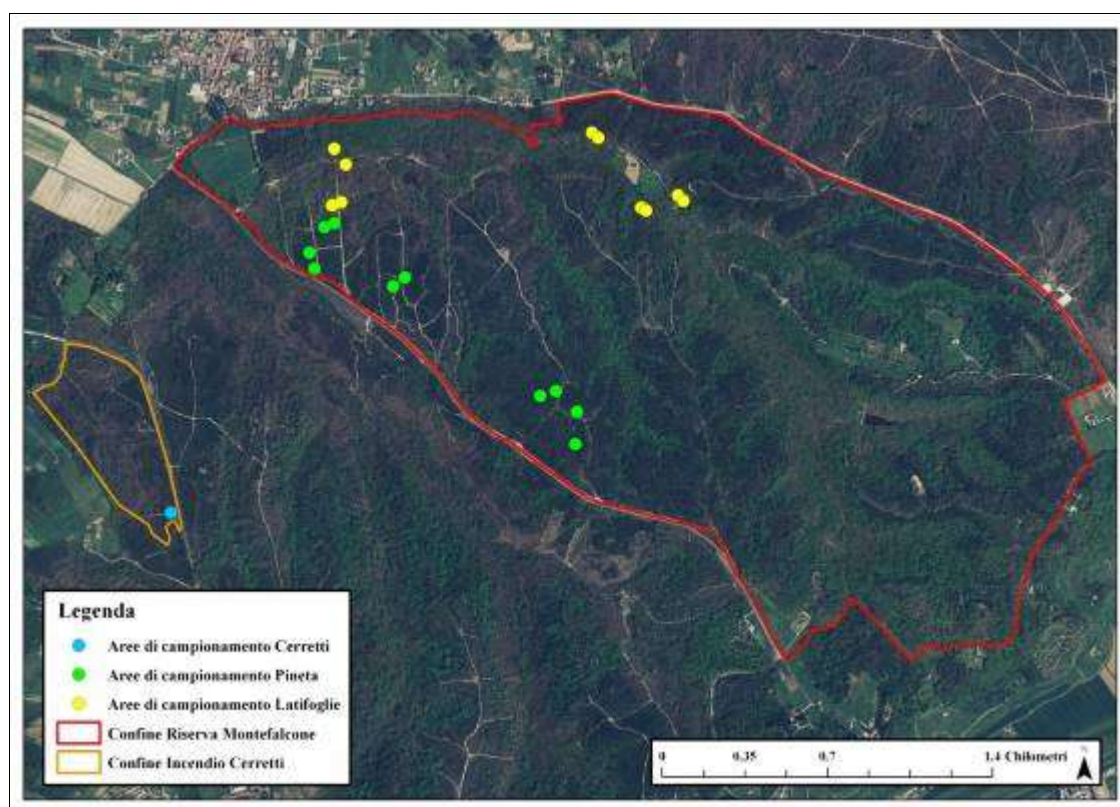 Legenda
Aree di campionamento Cerretti
Aree di campionamento Pineta
Aree di campionamento Latifoglie
Confine Riserva Montefalcone
Confine Incendio Cerretti
0 0.35 0.7 1.4 Chilometri
N